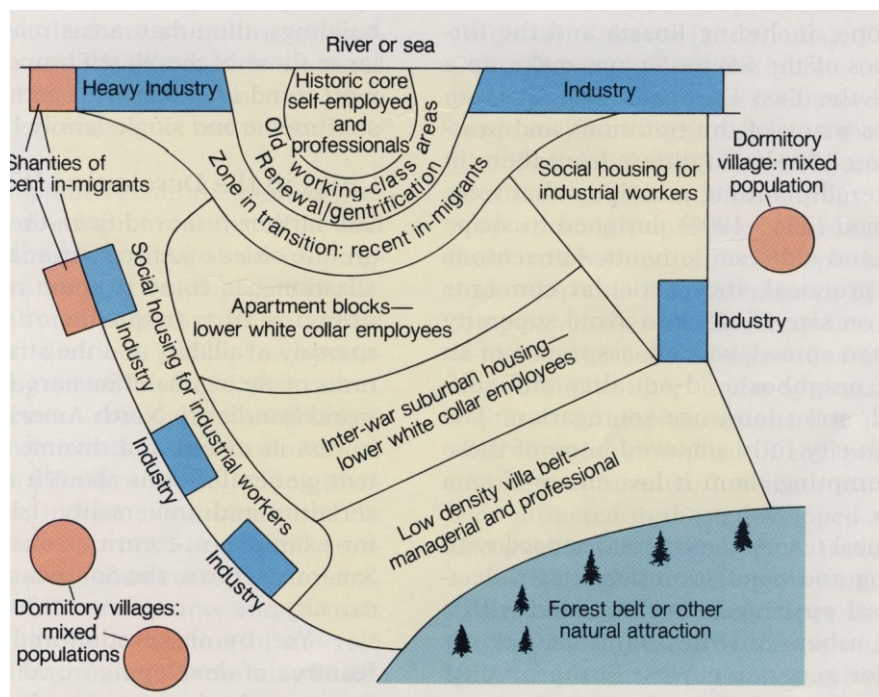 River or sea
Heavy Industry
Historic core
self-employed
and
professionals
Industry
Old working-class areas
Renewal/gentrification
Zone in transition: recent in-migrants
Shanties of
cent in-migrants
Social housing for
industrial workers
Dormitory
village: mixed
population
Social housing for industrial workers
Industry
Apartment blocks—
lower white collar employees
Industry
Inter-war suburban housing—
lower white collar employees
Industry
Low density villa belt—
managerial and professional
Industry
Forest belt or other
natural attraction
Dormitory villages:
mixed
populations